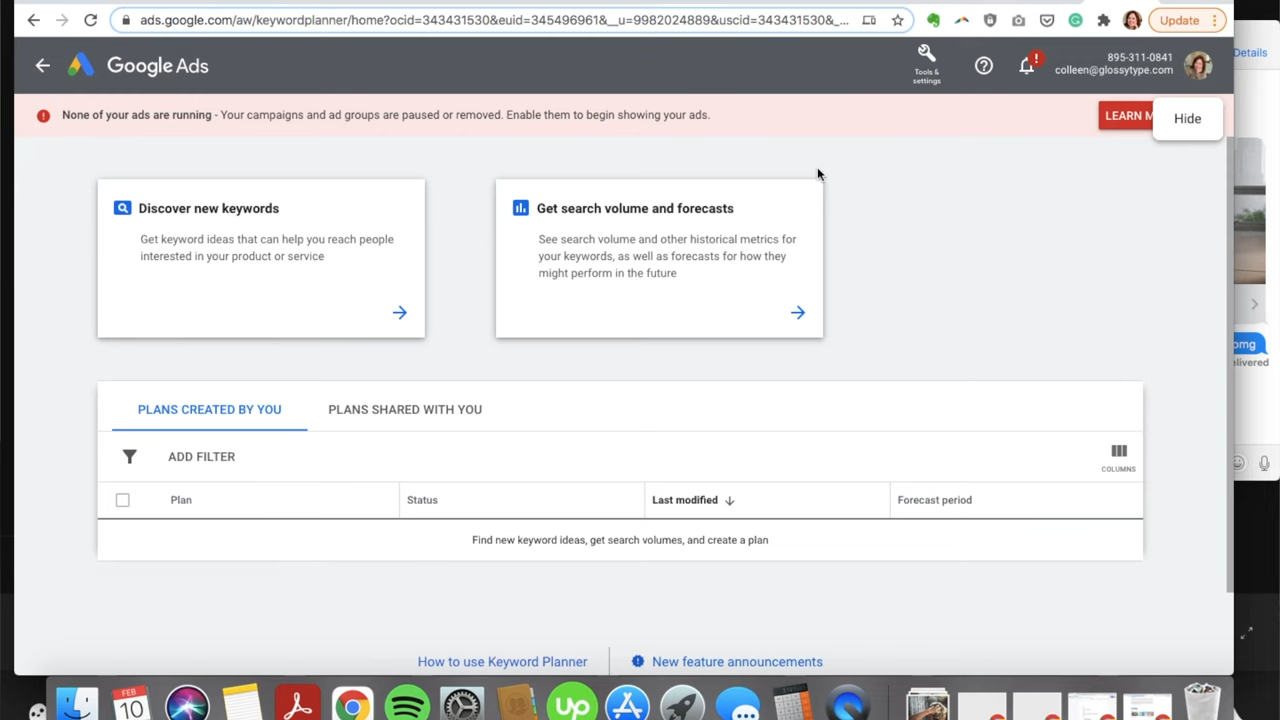 ads.google.com/aw/keywordplanner/home?ocid=343431530&euid=345496961&__u=9982024889&uscid=343431530&_...
Update
Details
Google Ads
Tools &
settings
895-311-0841
colleen@glossytype.com
None of your ads are running - Your campaigns and ad groups are paused or removed. Enable them to begin showing your ads.
LEARN M
Hide
Discover new keywords
Get keyword ideas that can help you reach people
interested in your product or service
Get search volume and forecasts
See search volume and other historical metrics for
your keywords, as well as forecasts for how they
might perform in the future
omg
elivered
PLANS CREATED BY YOU
PLANS SHARED WITH YOU
ADD FILTER
COLUMNS
Plan
Status
Last modified
Forecast period
Find new keyword ideas, get search volumes, and create a plan
How to use Keyword Planner
New feature announcements
FEB
10
up